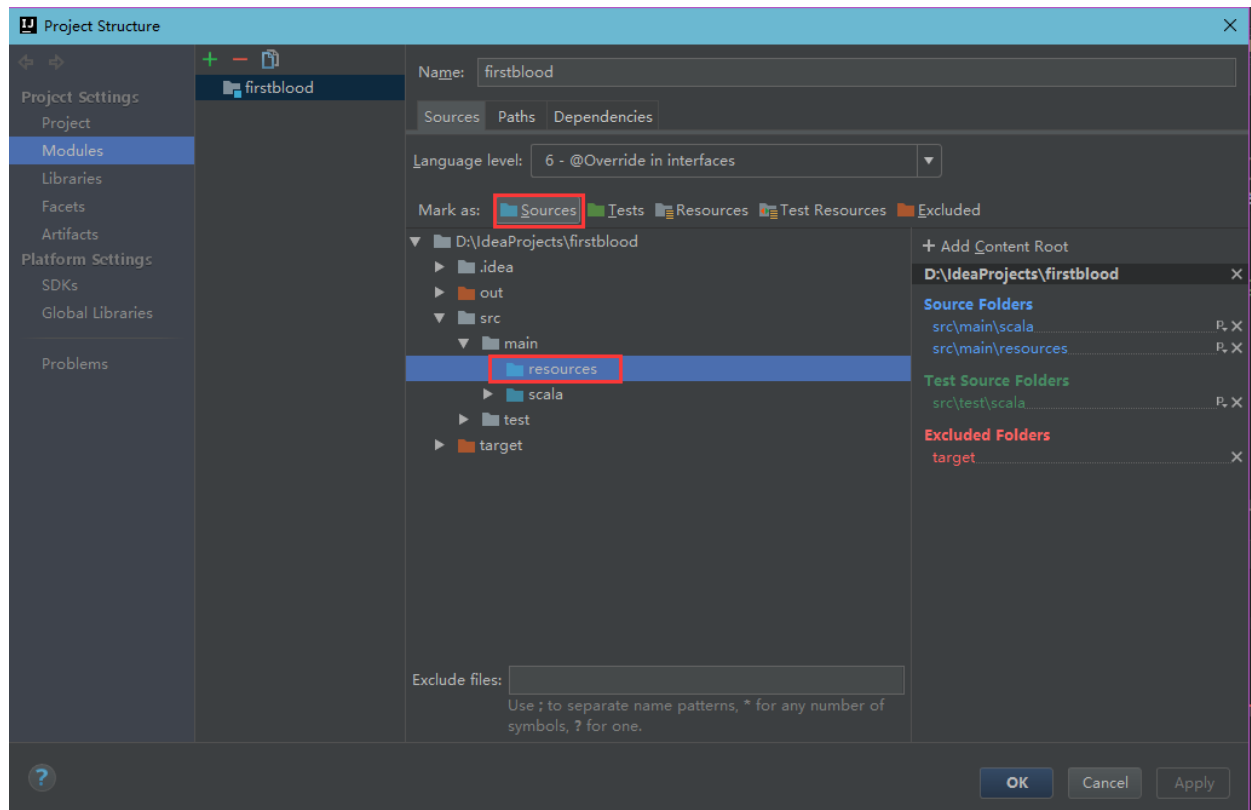 Project Structure
Project Settings
Project
Modules
Libraries
Facets
Artifacts
Platform Settings
SDKs
Global Libraries
Problems
firstblood
Name: firstblood
Sources Paths Dependencies
Language level: 6 - @Override in interfaces
Mark as: Sources Tests Resources Test Resources Excluded
D:\IdeaProjects\firstblood
.idea
out
src
main
resources
scala
test
target
+ Add Content Root
D:\IdeaProjects\firstblood
Source Folders
src\main\scala
src\main\resources
Test Source Folders
src\test\scala
Excluded Folders
target
Exclude files:
Use ; to separate name patterns, * for any number of
symbols, ? for one.
?
OK Cancel Apply